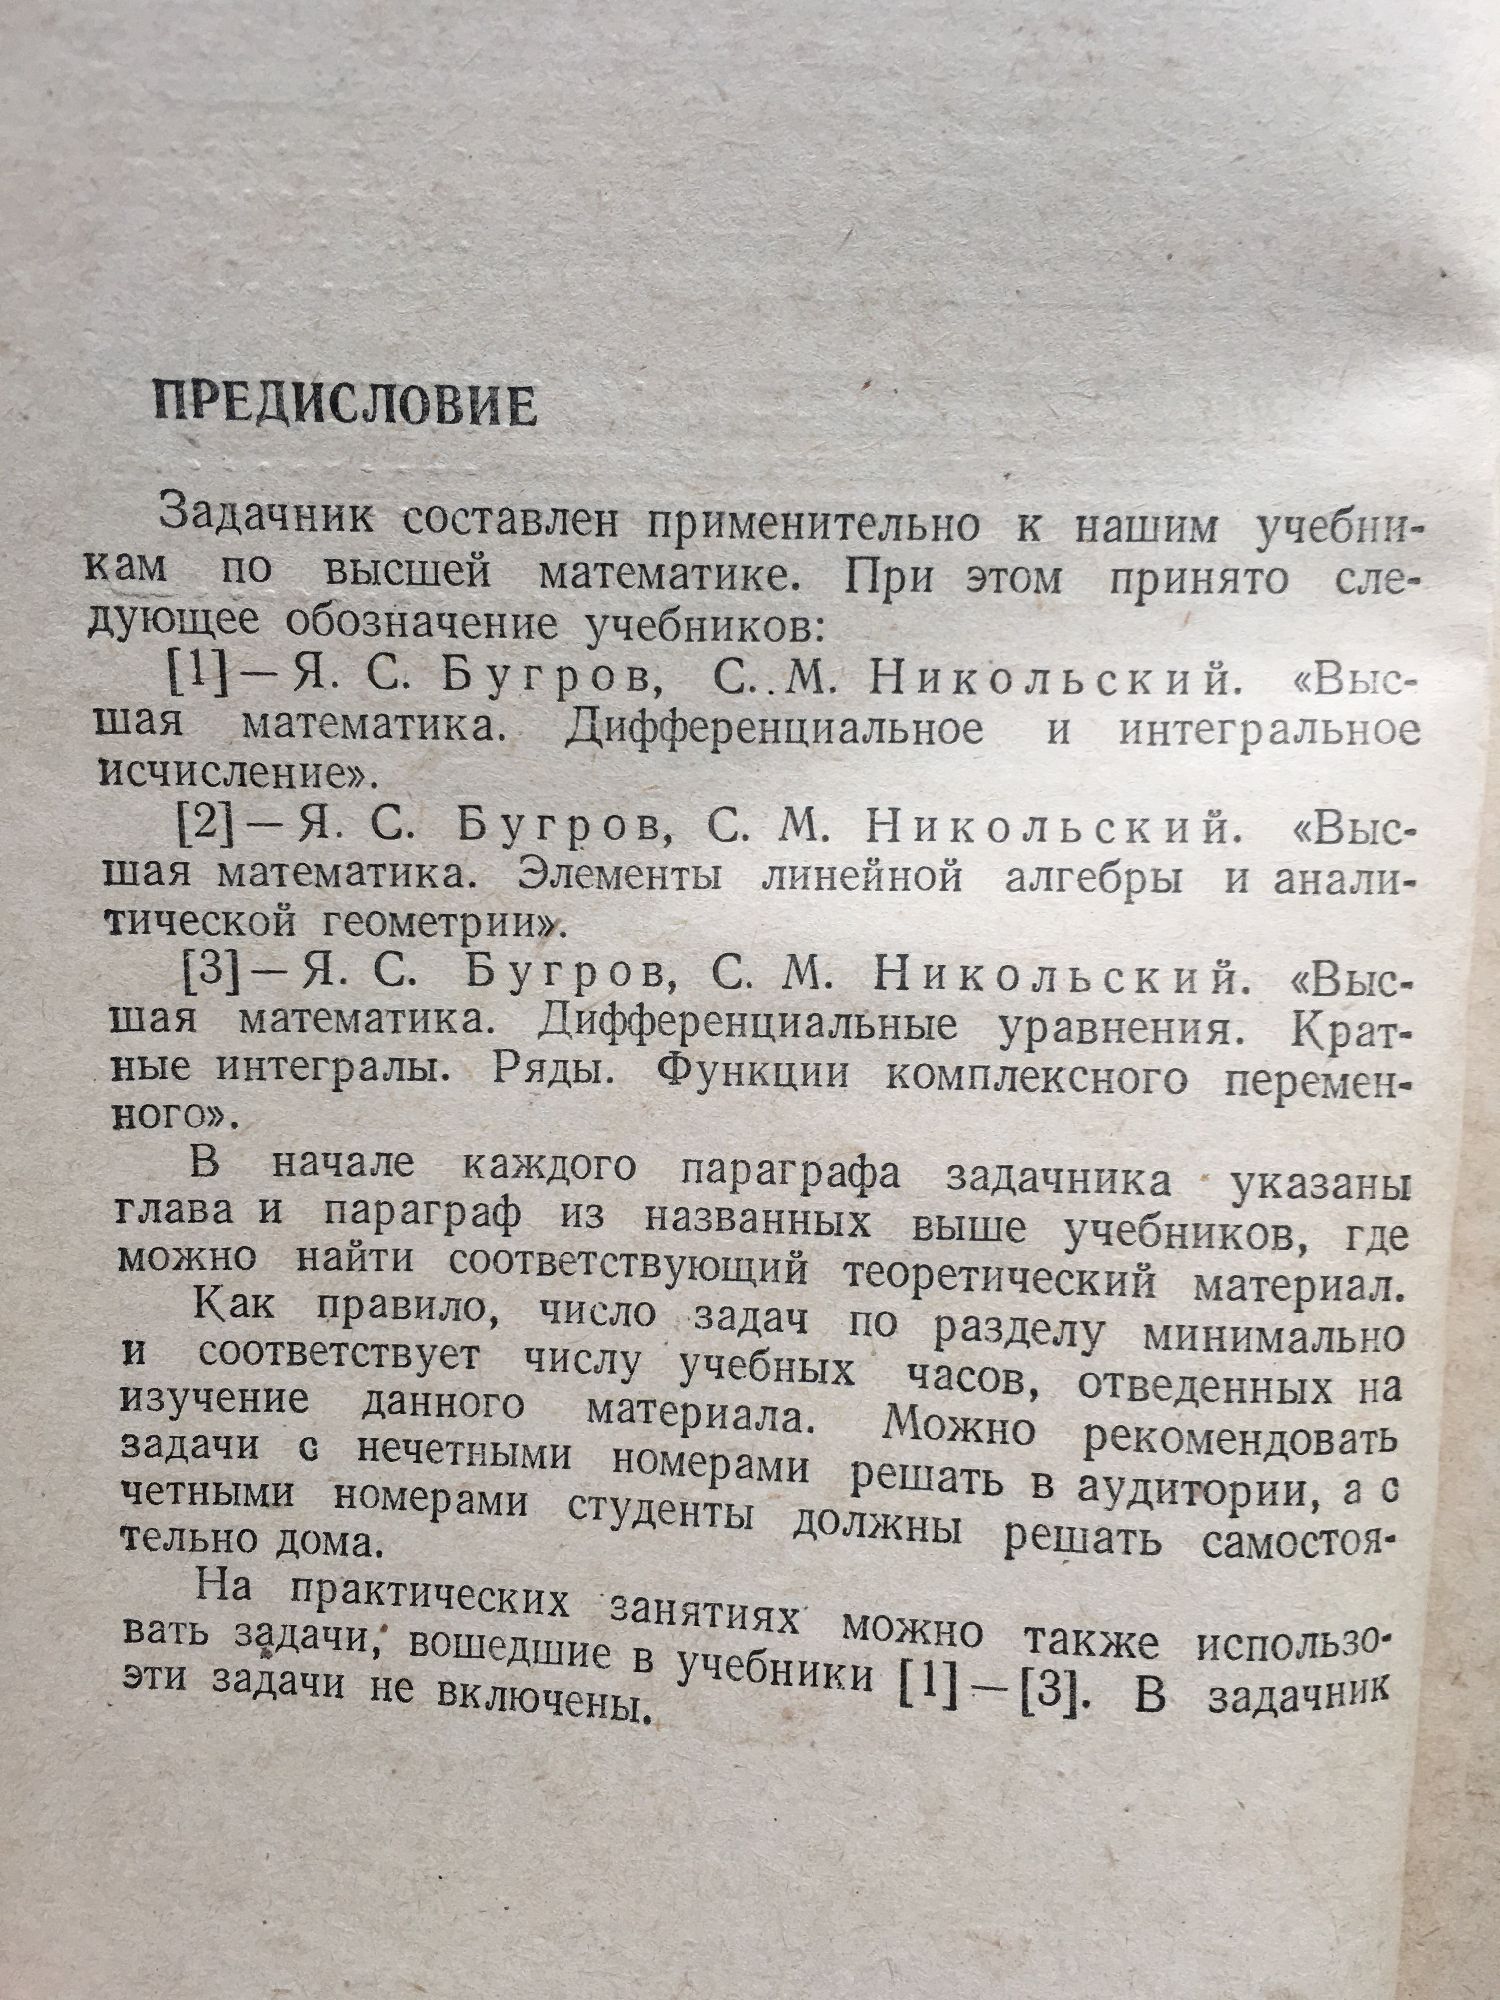 ПРЕДИСЛОВИЕ
Задачник составлен применительно к нашим учебни-
кам по высшей математике. При этом принято сле-
дующее обозначение учебников:
[1]— Я. С. Бугров, С. М. Никольский. «Выс-
шая математика. Дифференциальное и интегральное
исчисление».
[2]— Я. С. Бугров, С. М. Никольский. «Выс-
шая математика. Элементы линейной алгебры и анали-
тической геометрии».
[3]— Я. С. Бугров, С. М. Никольский. «Выс-
шая математика. Дифференциальные уравнения. Крат-
ные интегралы. Ряды. Функции комплексного перемен-
ного».
В начале каждого параграфа задачника указаны
глава и параграф из названных выше учебников, где
можно найти соответствующий теоретический материал.
Как правило, число задач по разделу минимально
и соответствует числу учебных часов, отведенных на
изучение данного материала. Можно рекомендовать
задачи с нечетными номерами решать в аудитории, а с
четными номерами студенты должны решать самостоя-
тельно дома.
На практических занятиях можно также использо-
вать задачи, вошедшие в учебники [1]—[3]. В задачник
эти задачи не включены.